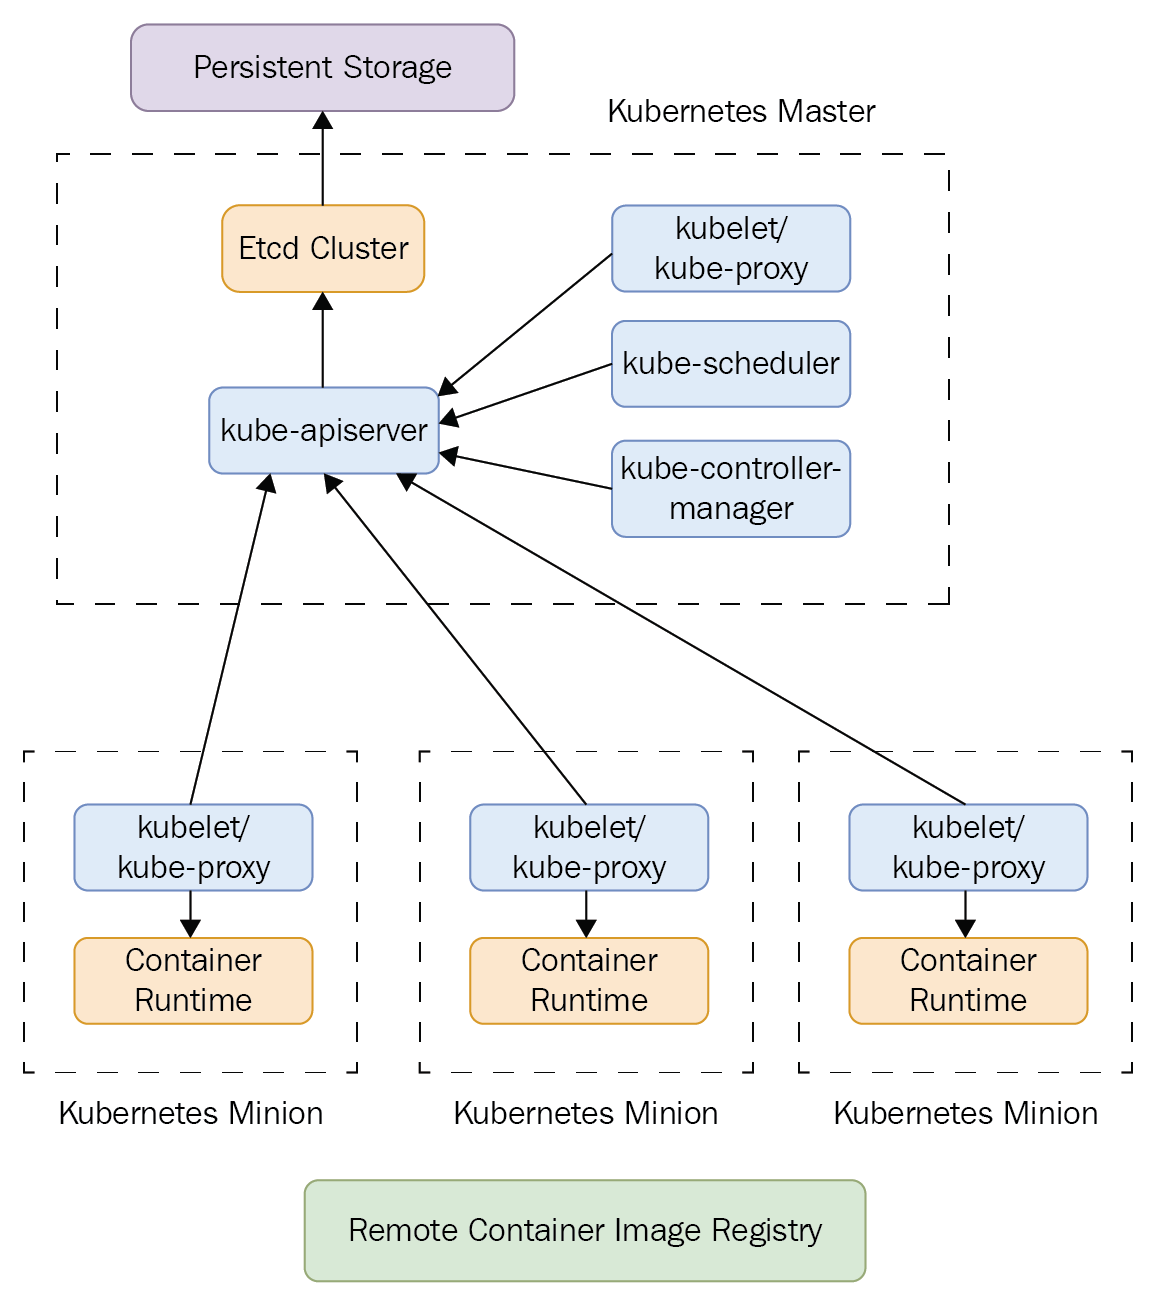 Persistent Storage
Kubernetes Master
Etcd Cluster
kubelet/
kube-proxy
kube-scheduler
kube-apiserver
kube-controller-
manager
kubelet/
kube-proxy
Container
Runtime
Kubernetes Minion
kubelet/
kube-proxy
Container
Runtime
Kubernetes Minion
kubelet/
kube-proxy
Container
Runtime
Kubernetes Minion
Remote Container Image Registry